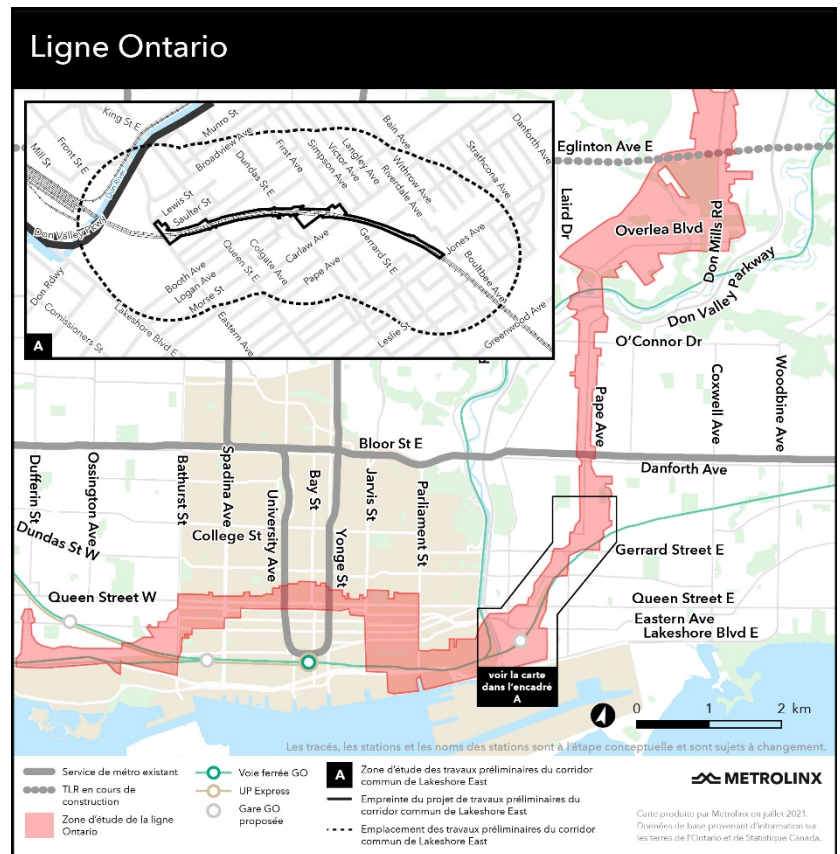 Ligne Ontario
King St E
Front St E
Mill St
Don River
Munro St
Broadview Ave
Dundas St E
First Ave
Simpson Ave
Victor Ave
Langley Ave
Bain Ave
Withrow Ave
Riverdale Ave
Strathcona Ave
Danforth Ave
Lewis St
Saulter St
Don Valley Pkwy
Don Rdwy
Comissioners St
Booth Ave
Logan Ave
Morse St
Queen St E
Colgate Ave
Carlaw Ave
Pape Ave
Gerrard St E
Jones Ave
Boultbee Ave
Greenwood Ave
Lakeshore Blvd E
Eastern Ave
Leslie St
A
Eglinton Ave E
Laird Dr
Overlea Blvd
Don Mills Rd
Don Valley Parkway
O'Connor Dr
Pape Ave
Coxwell Ave
Woodbine Ave
Bloor St E
Danforth Ave
Dufferin St
Ossington Ave
Bathurst St
Spadina Ave
University Ave
Bay St
Yonge St
Jarvis St
Parliament St
College St
Dundas St W
Gerrard Street E
Queen Street W
Queen Street E
Eastern Ave
Lakeshore Blvd E
voir la carte
dans l'encadré
A
0 1 2 km
Les tracés, les stations et les noms des stations sont à l'étape conceptuelle et sont sujets à changement.
Service de métro existant
TLR en cours de
construction
Zone d'étude de la ligne
Ontario
Voie ferrée GO
UP Express
Gare GO
proposée
A
Zone d'étude des travaux préliminaires du corridor
commun de Lakeshore East
Empreinte du projet de travaux préliminaires du
corridor commun de Lakeshore East
Emplacement des travaux préliminaires du corridor
commun de Lakeshore East
METROLINX
Carte produite par Metrolinx en juillet 2021.
Données de base provenant d'information sur
les terres de l'Ontario et de Statistique Canada.